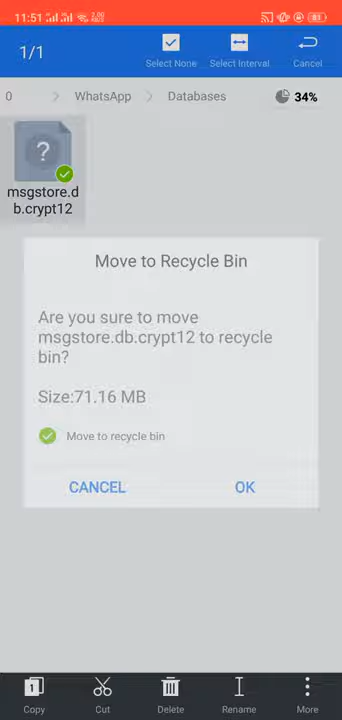 11:51
83
1/1
Select None
Select Interval
Cancel
0
WhatsApp
Databases
34%
?
msgstore.d
b.crypt12
Move to Recycle Bin
Are you sure to move
msgstore.db.crypt12 to recycle
bin?
Size:71.16 MB
Move to recycle bin
CANCEL
OK
1
Copy
Cut
Delete
Rename
More